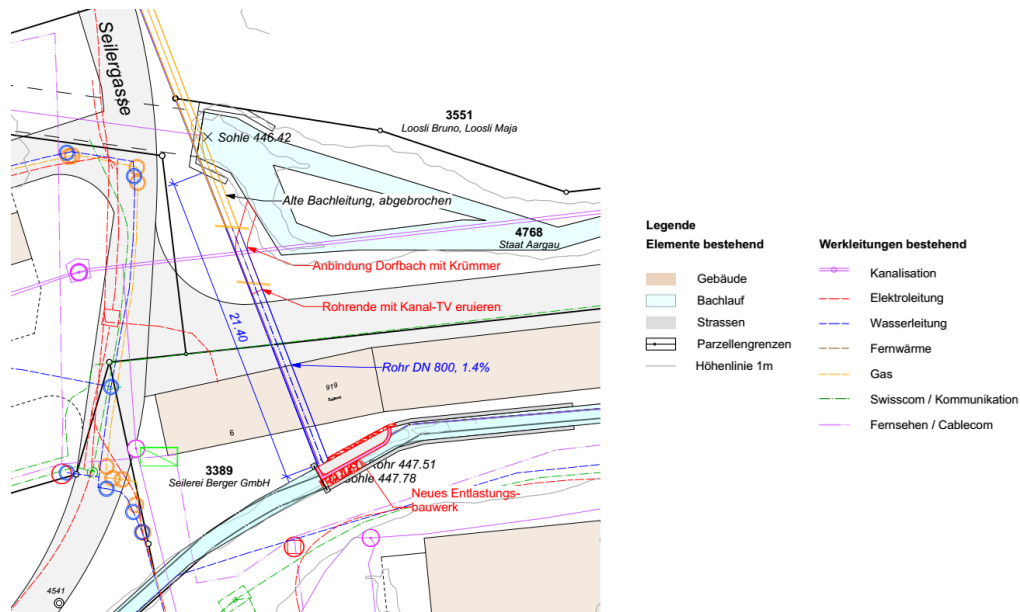 Seilergasse
3551
Loosli Bruno, Loosli Maja
Sohle 446.42
Alte Bachleitung, abgebrochen
4768
Staat Aargau
Anbindung Dorfbach mit Krümmer
Rohrende mit Kanal-TV eruieren
21.40
Rohr DN 800, 1.4%
919
6
3389
Seilerei Berger GmbH
Rohr 447.51
Sohle 447.78
Neues Entlastungs-
bauwerk
4541
Legende
Elemente bestehend
Gebäude
Bachlauf
Strassen
Parzellengrenzen
Höhenlinie 1m
Werkleitungen bestehend
Kanalisation
Elektroleitung
Wasserleitung
Fernwärme
Gas
Swisscom / Kommunikation
Fernsehen / Cablecom